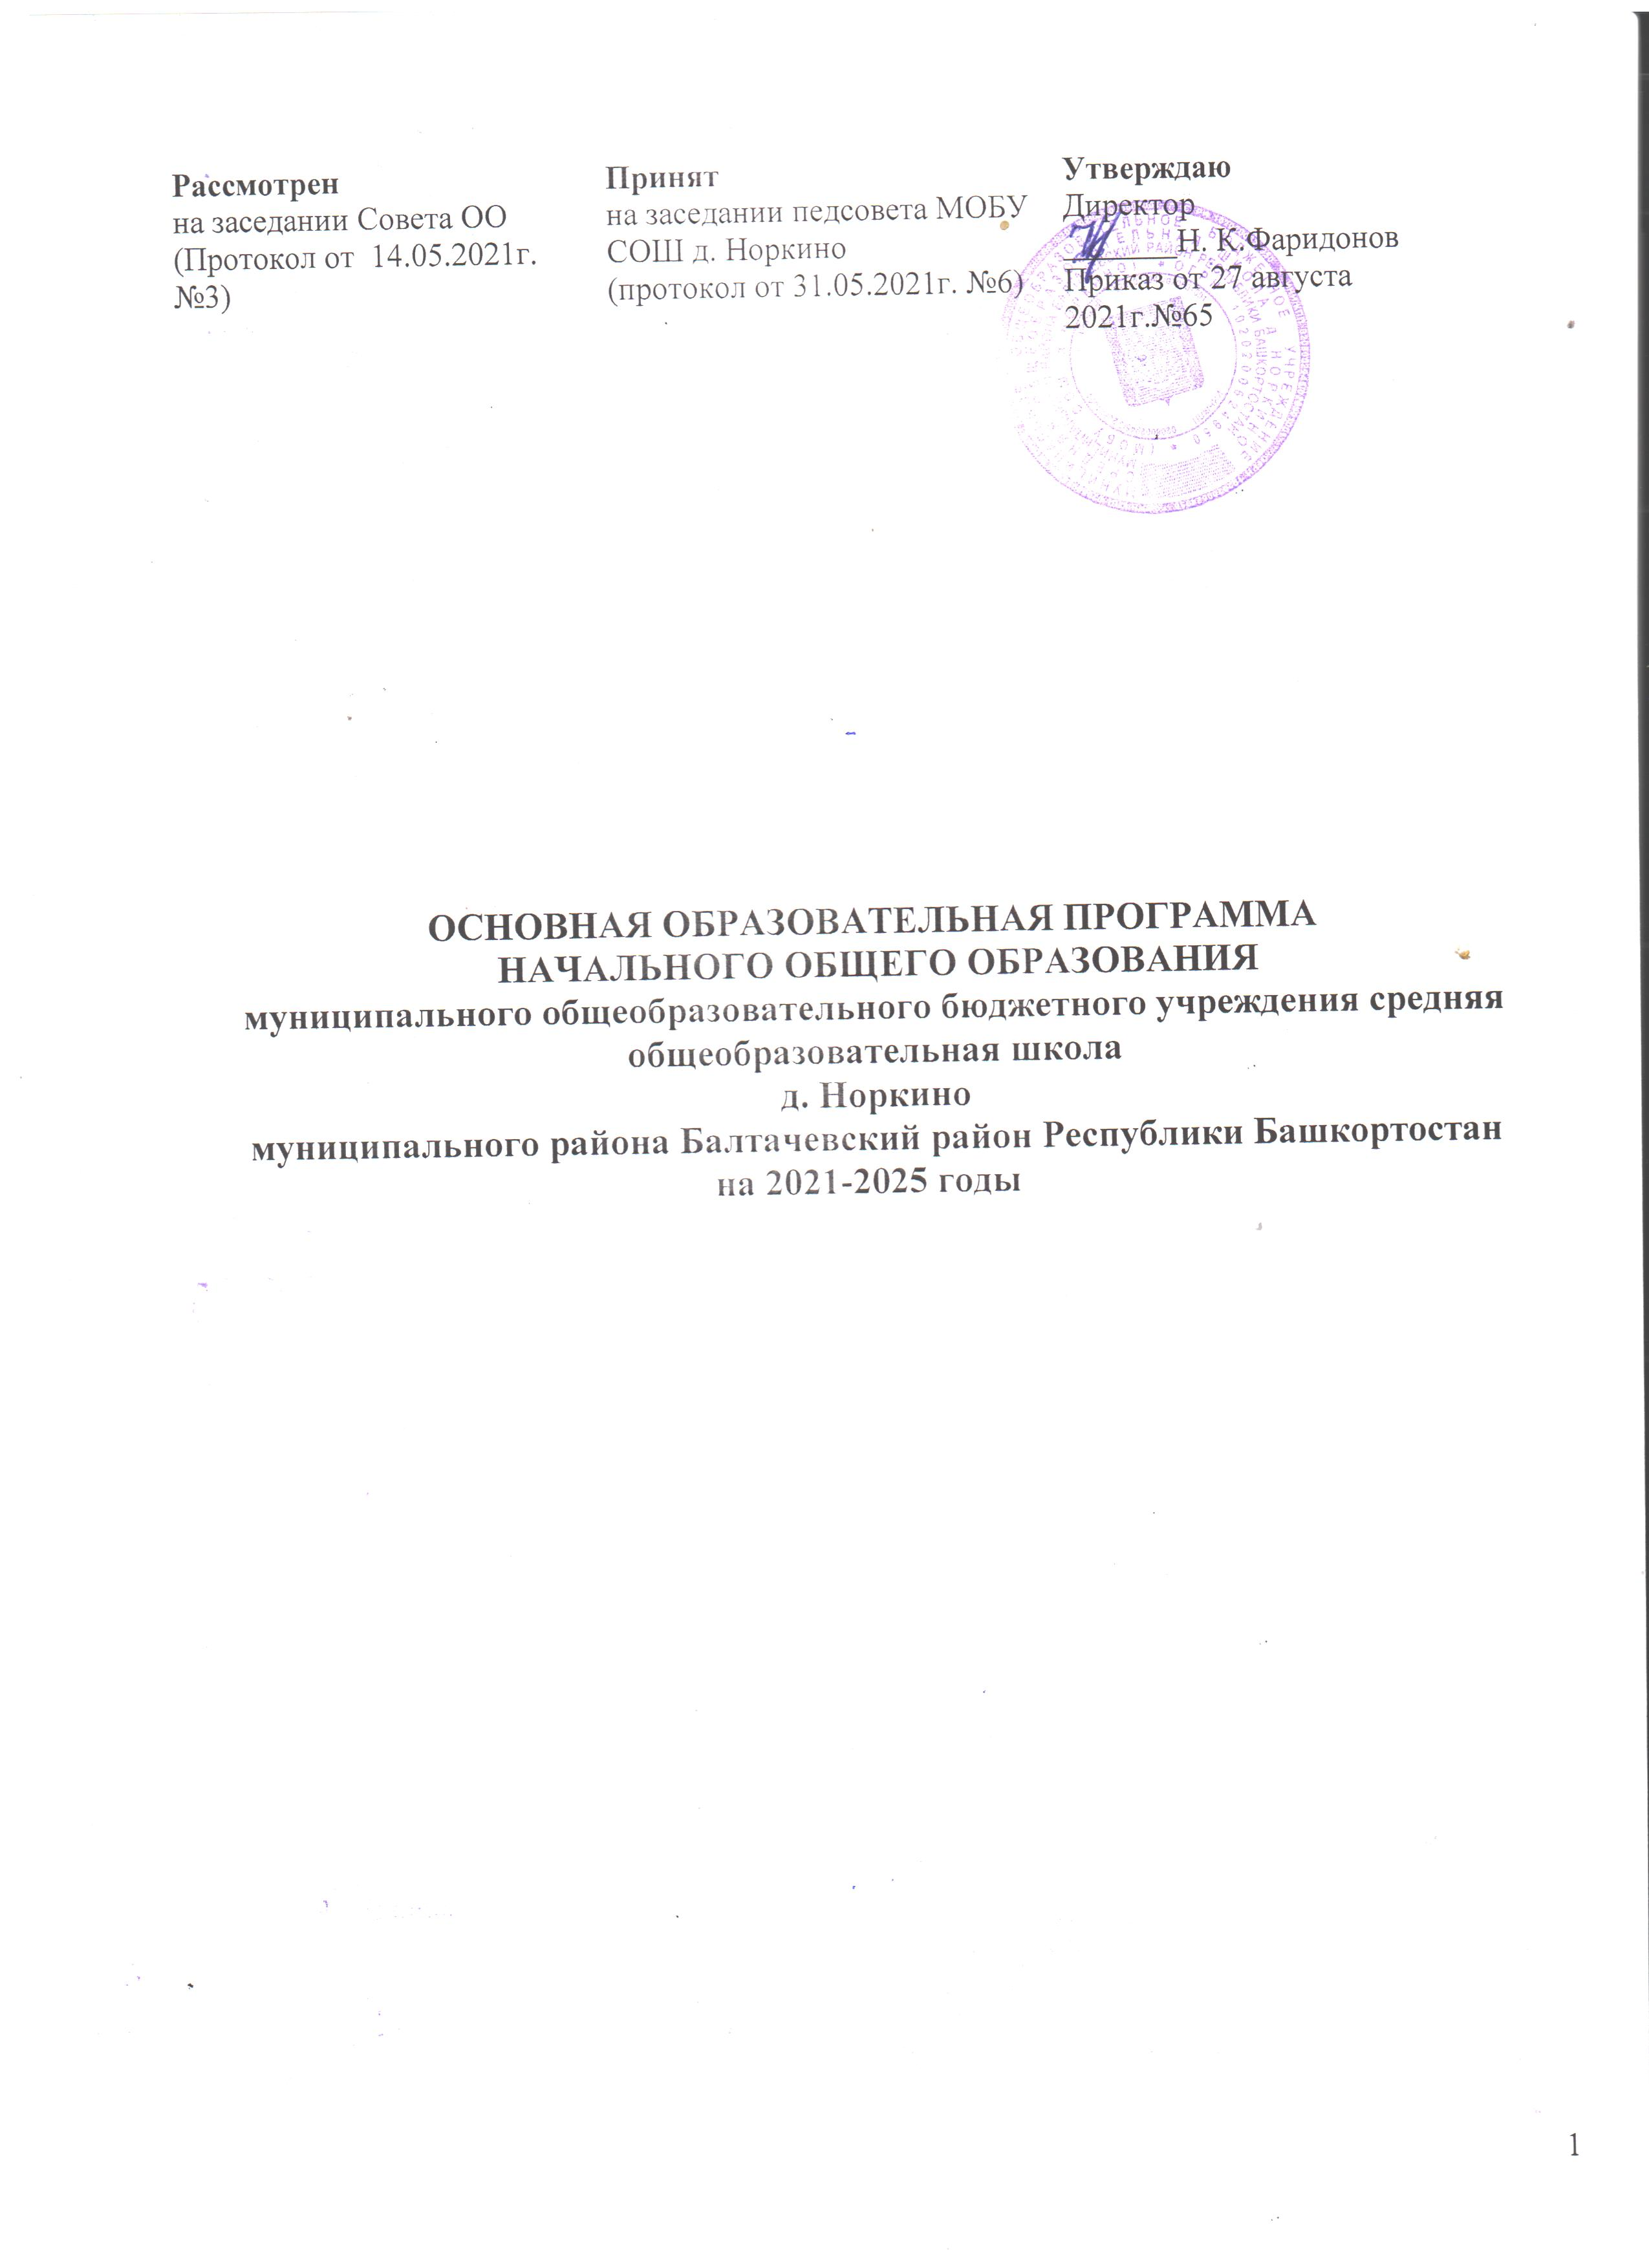 Рассмотрен
на заседании Совета ОО
(Протокол от 14.05.2021г.
№3)
Принят
на заседании педсовета МОБУ
СОШ д. Норкино
(протокол от 31.05.2021г. №6)
Утверждаю
Директор
________Н. К.Фаридонов
Приказ от 27 августа
2021г.№65
ОСНОВНАЯ ОБРАЗОВАТЕЛЬНАЯ ПРОГРАММА
НАЧАЛЬНОГО ОБЩЕГО ОБРАЗОВАНИЯ
муниципального общеобразовательного бюджетного учреждения средняя
общеобразовательная школа
д. Норкино
муниципального района Балтачевский район Республики Башкортостан
на 2021-2025 годы
1